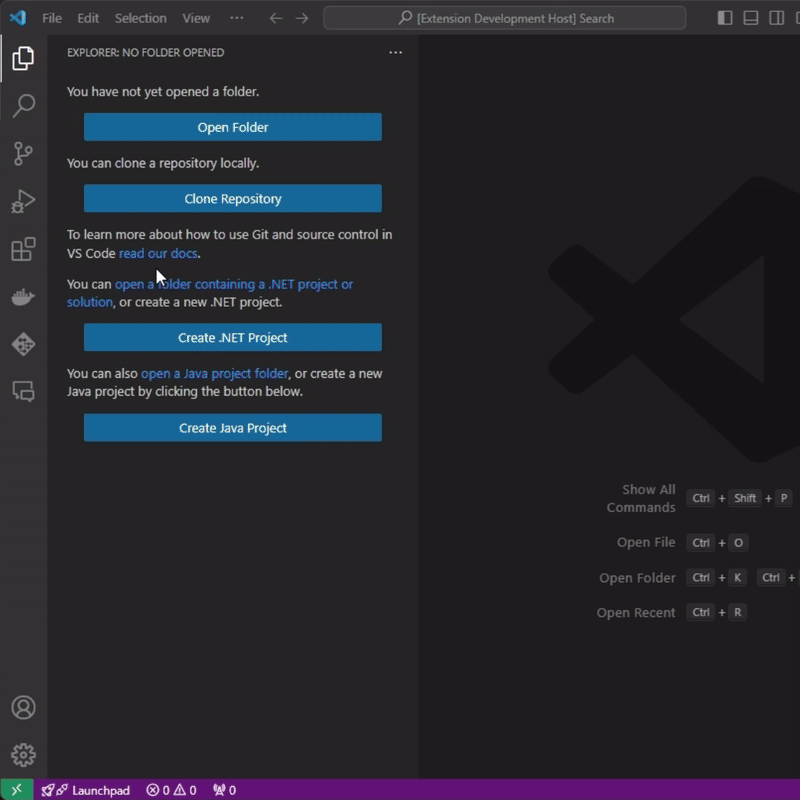 File Edit Selection View ··· [Extension Development Host] Search
EXPLORER: NO FOLDER OPENED ···
You have not yet opened a folder.
Open Folder
You can clone a repository locally.
Clone Repository
To learn more about how to use Git and source control in
VS Code read our docs.
You can open a folder containing a .NET project or
solution, or create a new .NET project.
Create .NET Project
You can also open a Java project folder, or create a new
Java project by clicking the button below.
Create Java Project
Show All
Commands Ctrl + Shift + P
Open File Ctrl + O
Open Folder Ctrl + K Ctrl +
Open Recent Ctrl + R
Launchpad 0 0 0